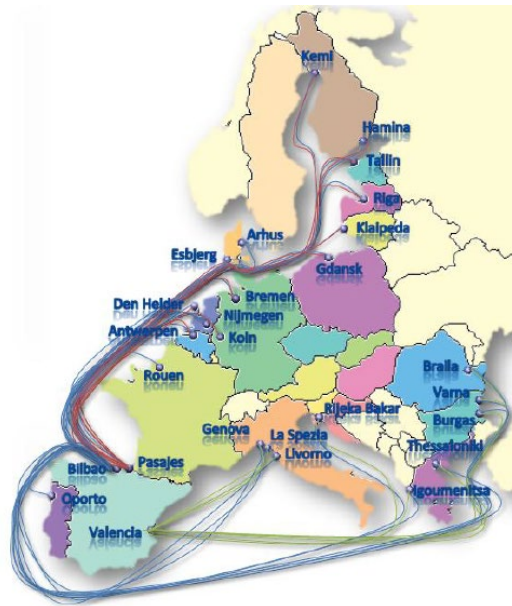 Kemi
Hamina
Tallin
Riga
Klaipeda
Arhus
Esbjerg
Gdansk
Den Helder
Bremen
Nijmegen
Antwerpen
Koln
Rouen
Braila
Varna
Rijeka Bakar
Burgas
Genova
La Spezia
Livorno
Thessaloniki
Igoumenitsa
Bilbao
Pasajes
Oporto
Valencia